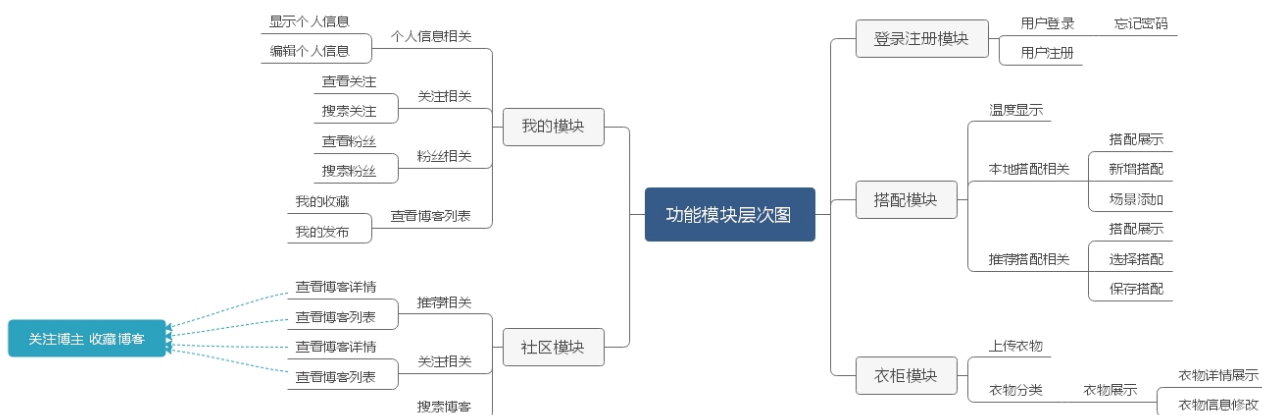 功能模块层次图
我的模块
个人信息相关
显示个人信息
编辑个人信息
关注相关
查看关注
搜索关注
粉丝相关
查看粉丝
搜索粉丝
查看博客列表
我的收藏
我的发布
社区模块
推荐相关
查看博客详情
查看博客列表
关注相关
查看博客详情
查看博客列表
搜索博客
关注博主 收藏博客
登录注册模块
用户登录
忘记密码
用户注册
搭配模块
温度显示
本地搭配相关
搭配展示
新增搭配
场景添加
推荐搭配相关
搭配展示
选择搭配
保存搭配
衣柜模块
上传衣物
衣物分类
衣物展示
衣物详情展示
衣物信息修改